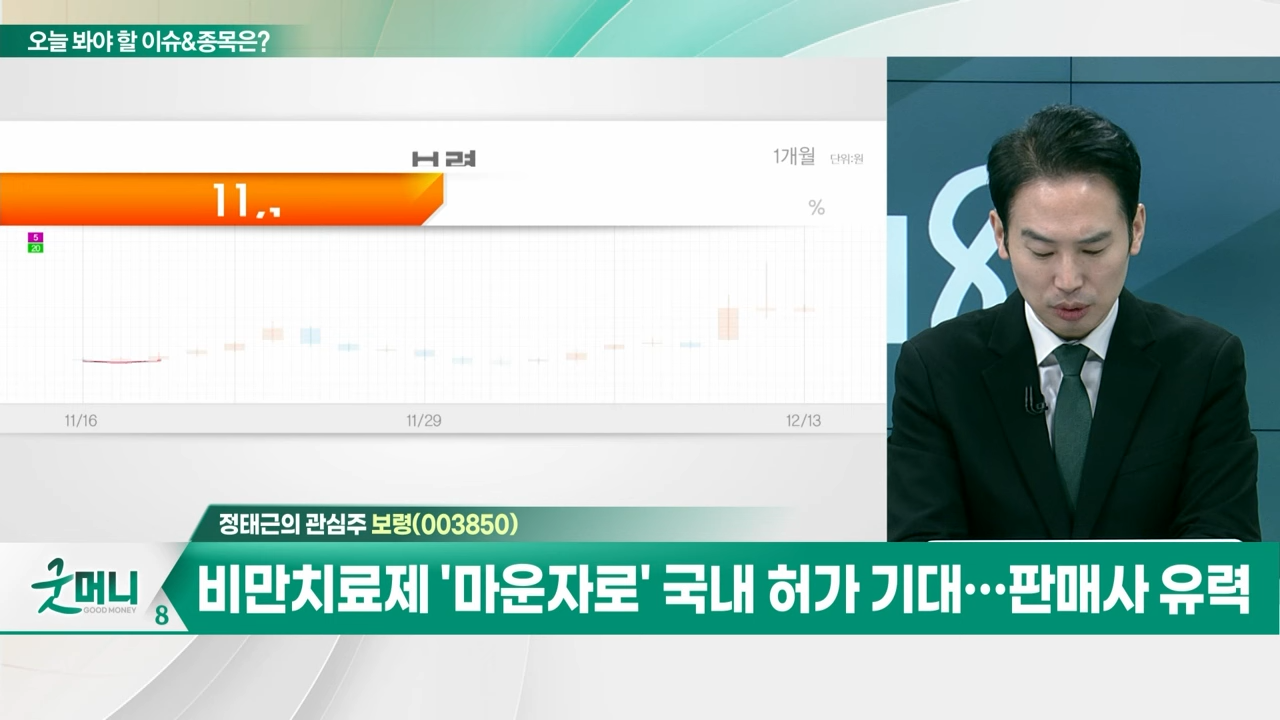 오늘 봐야 할 이슈&종목은?
1개월 단위:원
11,
%
5
20
11/16 11/29 12/13
정태근의 관심주 보령(003850)
비만치료제 '마운자로' 국내 허가 기대…판매사 유력
굿머니
GOOD MONEY
8